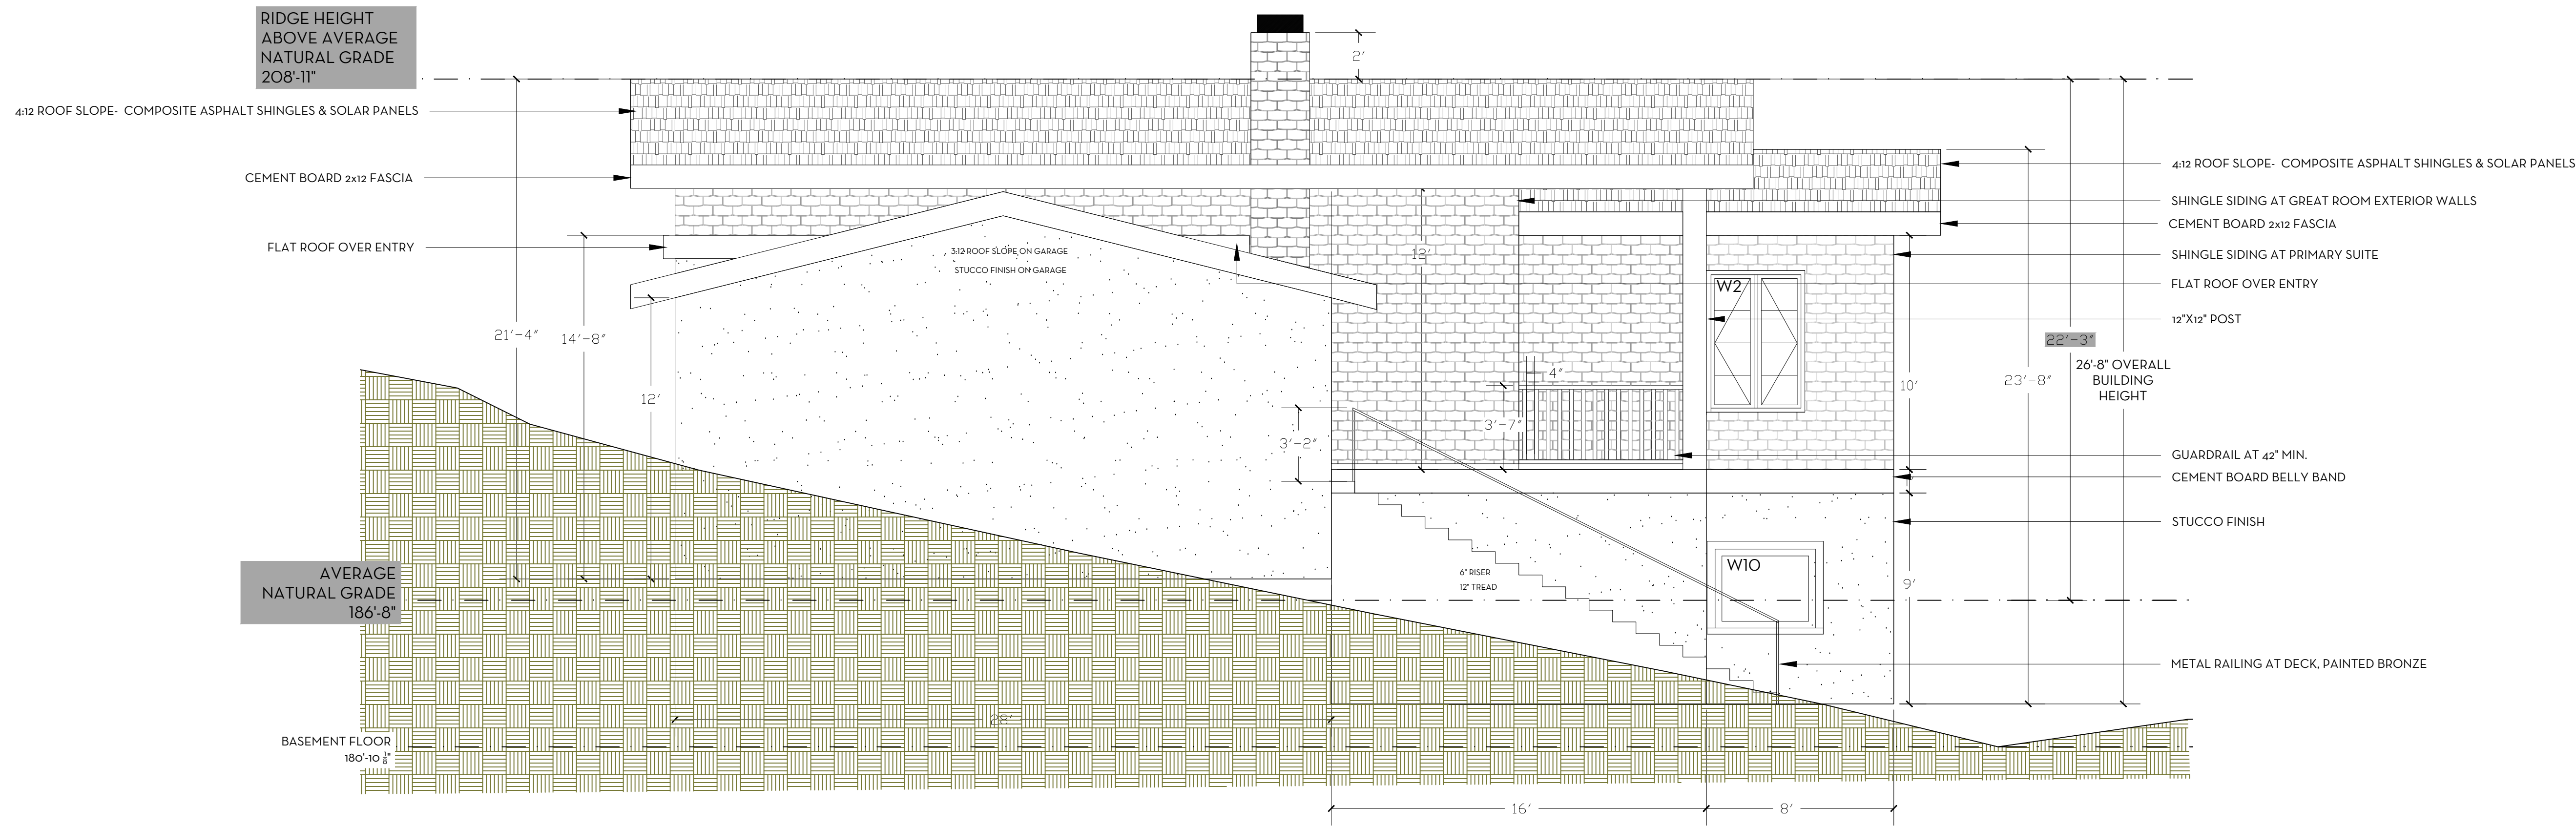 RIDGE HEIGHT
ABOVE AVERAGE
NATURAL GRADE
208'-11"
2'
4:12 ROOF SLOPE- COMPOSITE ASPHALT SHINGLES & SOLAR PANELS
CEMENT BOARD 2x12 FASCIA
FLAT ROOF OVER ENTRY
3:12 ROOF SLOPE ON GARAGE
STUCCO FINISH ON GARAGE
21'-4"
14'-8"
12'
12'
4"
3'-7"
3'-2"
W2
10'
22'-3"
23'-8"
26'-8" OVERALL
BUILDING
HEIGHT
4:12 ROOF SLOPE- COMPOSITE ASPHALT SHINGLES & SOLAR PANELS
SHINGLE SIDING AT GREAT ROOM EXTERIOR WALLS
CEMENT BOARD 2x12 FASCIA
SHINGLE SIDING AT PRIMARY SUITE
FLAT ROOF OVER ENTRY
12"X12" POST
GUARDRAIL AT 42" MIN.
CEMENT BOARD BELLY BAND
1'
STUCCO FINISH
W10
6" RISER
12" TREAD
9'
METAL RAILING AT DECK, PAINTED BRONZE
AVERAGE
NATURAL GRADE
186'-8"
28'
BASEMENT FLOOR
180'-10 1/8"
16'
8'